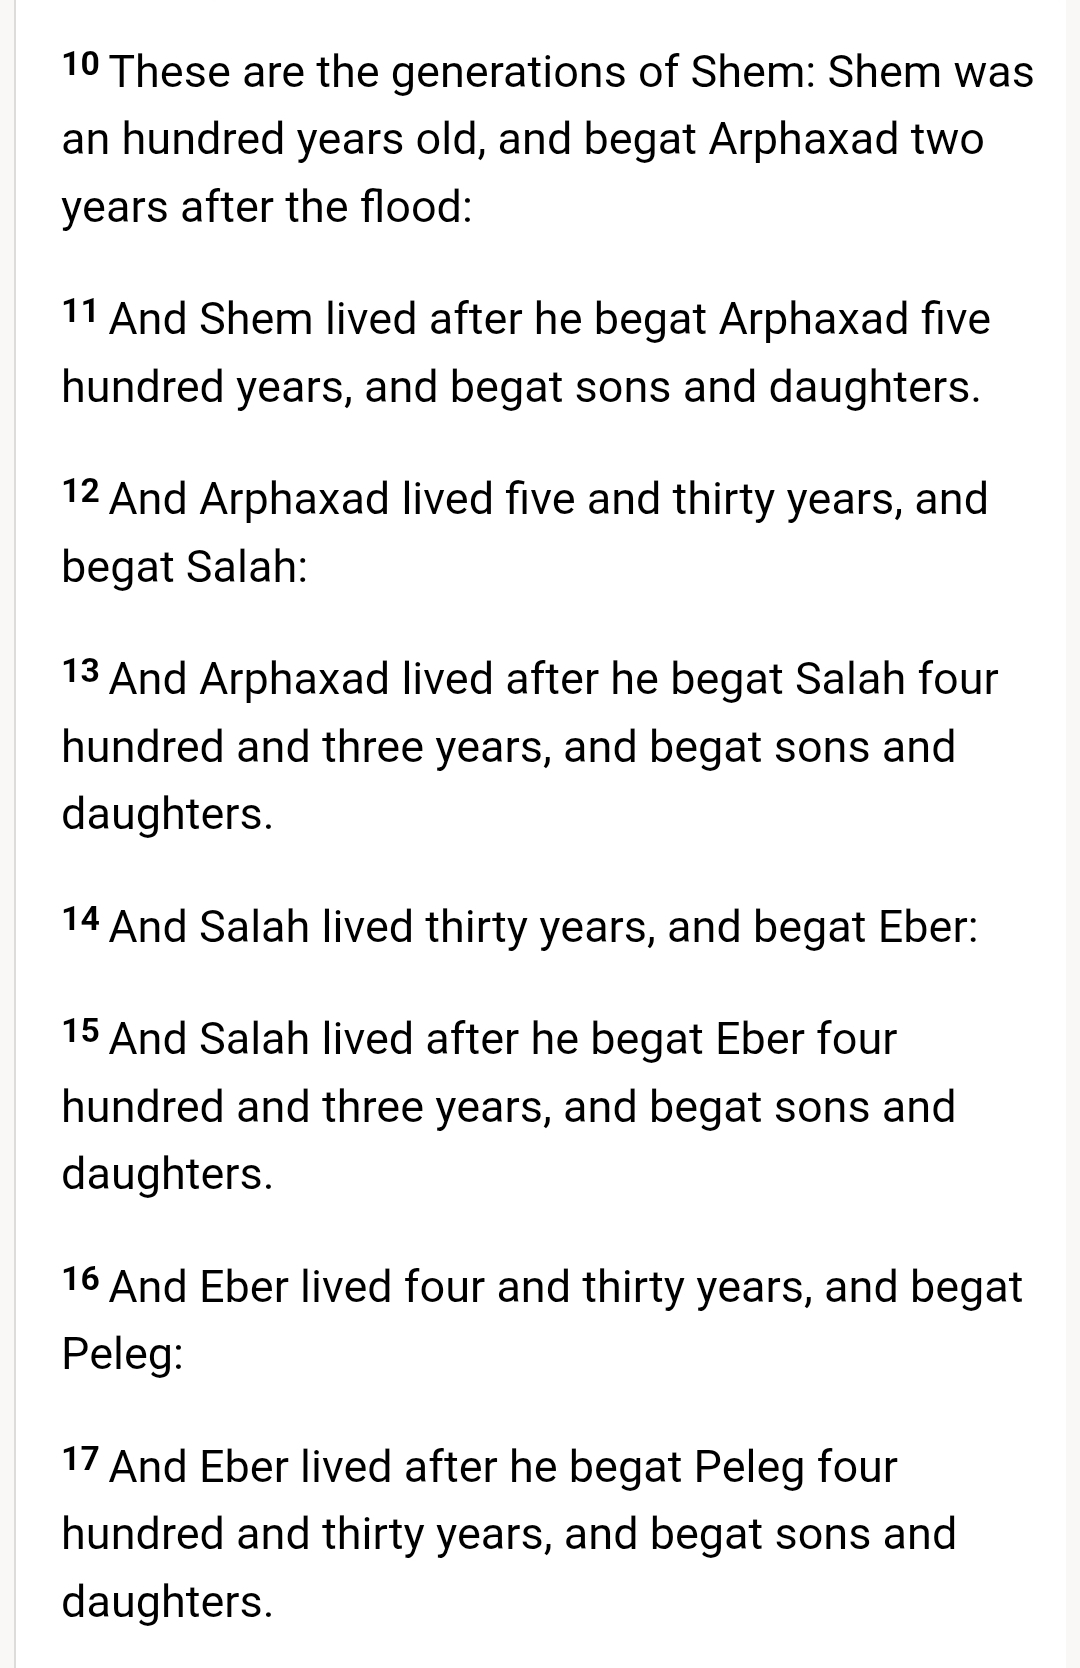 10 These are the generations of Shem: Shem was
an hundred years old, and begat Arphaxad two
years after the flood:
11 And Shem lived after he begat Arphaxad five
hundred years, and begat sons and daughters.
12 And Arphaxad lived five and thirty years, and
begat Salah:
13 And Arphaxad lived after he begat Salah four
hundred and three years, and begat sons and
daughters.
14 And Salah lived thirty years, and begat Eber:
15 And Salah lived after he begat Eber four
hundred and three years, and begat sons and
daughters.
16 And Eber lived four and thirty years, and begat
Peleg:
17 And Eber lived after he begat Peleg four
hundred and thirty years, and begat sons and
daughters.